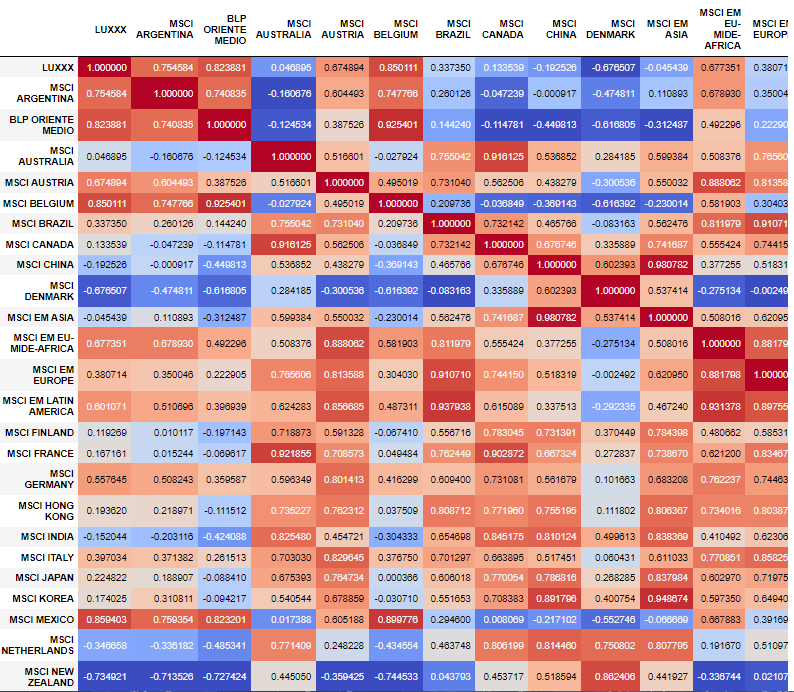 LUXXX MSCI ARGENTINA BLP ORIENTE MEDIO MSCI AUSTRALIA MSCI AUSTRIA MSCI BELGIUM MSCI BRAZIL MSCI CANADA MSCI CHINA MSCI DENMARK MSCI EM ASIA MSCI EM EU-MIDE-AFRICA MSCI EM EUROP
LUXXX 1.000000 0.754584 0.823881 0.046895 0.674894 0.850111 0.337350 0.133539 -0.192526 -0.676507 -0.045439 0.677351 0.38071
MSCI ARGENTINA 0.754584 1.000000 0.740835 -0.160676 0.604493 0.747766 0.260126 -0.047239 -0.000917 -0.474811 0.110893 0.678930 0.35004
BLP ORIENTE MEDIO 0.823881 0.740835 1.000000 -0.124534 0.387526 0.925401 0.144240 -0.114781 -0.449813 -0.616805 -0.312487 0.492296 0.22290
MSCI AUSTRALIA 0.046895 -0.160676 -0.124534 1.000000 0.516601 -0.027924 0.755042 0.916125 0.536852 0.284185 0.599384 0.508376 0.76560
MSCI AUSTRIA 0.674894 0.604493 0.387526 0.516601 1.000000 0.495019 0.731040 0.562506 0.438279 -0.300536 0.550032 0.888062 0.81358
MSCI BELGIUM 0.850111 0.747766 0.925401 -0.027924 0.495019 1.000000 0.209736 -0.036849 -0.369143 -0.616392 -0.230014 0.581903 0.30403
MSCI BRAZIL 0.337350 0.260126 0.144240 0.755042 0.731040 0.209736 1.000000 0.732142 0.465766 -0.083163 0.562476 0.811979 0.91071
MSCI CANADA 0.133539 -0.047239 -0.114781 0.916125 0.562506 -0.036849 0.732142 1.000000 0.676746 0.335889 0.741687 0.555424 0.74415
MSCI CHINA -0.192526 -0.000917 -0.449813 0.536852 0.438279 -0.369143 0.465766 0.676746 1.000000 0.602393 0.980782 0.377255 0.51831
MSCI DENMARK -0.676507 -0.474811 -0.616805 0.284185 -0.300536 -0.616392 -0.083163 0.335889 0.602393 1.000000 0.537414 -0.275134 -0.00249
MSCI EM ASIA -0.045439 0.110893 -0.312487 0.599384 0.550032 -0.230014 0.562476 0.741687 0.980782 0.537414 1.000000 0.508016 0.62095
MSCI EM EU-MIDE-AFRICA 0.677351 0.678930 0.492296 0.508376 0.888062 0.581903 0.811979 0.555424 0.377255 -0.275134 0.508016 1.000000 0.88179
MSCI EM EUROPE 0.380714 0.350046 0.222905 0.765606 0.813588 0.304030 0.910710 0.744150 0.518319 -0.002492 0.620950 0.881798 1.00000
MSCI EM LATIN AMERICA 0.601071 0.510696 0.396939 0.624283 0.856685 0.487311 0.937938 0.615089 0.337513 -0.292335 0.467240 0.931378 0.89755
MSCI FINLAND 0.119269 0.010117 -0.197143 0.718873 0.591328 -0.067410 0.556716 0.783045 0.731391 0.370449 0.784398 0.480662 0.58531
MSCI FRANCE 0.167161 0.015244 -0.069617 0.921855 0.708573 0.049484 0.762449 0.902872 0.667324 0.272837 0.738670 0.621200 0.83467
MSCI GERMANY 0.557645 0.508243 0.359587 0.596349 0.801413 0.416299 0.609400 0.731081 0.561679 0.101663 0.683208 0.762237 0.74463
MSCI HONG KONG 0.193620 0.218971 -0.111512 0.735227 0.762312 0.037509 0.808712 0.771960 0.755195 0.111802 0.806367 0.734016 0.80387
MSCI INDIA -0.152044 -0.203116 -0.424088 0.825480 0.454721 -0.304333 0.654698 0.845175 0.810124 0.499613 0.838369 0.410492 0.62306
MSCI ITALY 0.397034 0.371382 0.261513 0.703030 0.829645 0.376750 0.701297 0.663895 0.517451 -0.060431 0.611033 0.770851 0.85825
MSCI JAPAN 0.224822 0.188907 -0.088410 0.675393 0.764734 0.000366 0.606018 0.770054 0.786816 0.268285 0.837984 0.602970 0.71975
MSCI KOREA 0.174025 0.310811 -0.094217 0.540544 0.678859 -0.030710 0.551653 0.708383 0.891796 0.400754 0.948674 0.597350 0.64940
MSCI MEXICO 0.859403 0.759354 0.823201 0.017388 0.605188 0.899776 0.294600 0.008069 -0.217102 -0.552746 -0.066669 0.667883 0.39169
MSCI NETHERLANDS -0.346658 -0.336182 -0.485341 0.771409 0.248228 -0.434554 0.463748 0.806199 0.814460 0.750802 0.807795 0.191670 0.51097
MSCI NEW ZEALAND -0.734921 -0.713526 -0.727424 0.445050 -0.359425 -0.744533 0.043793 0.453717 0.518594 0.862406 0.441927 -0.336744 0.02107